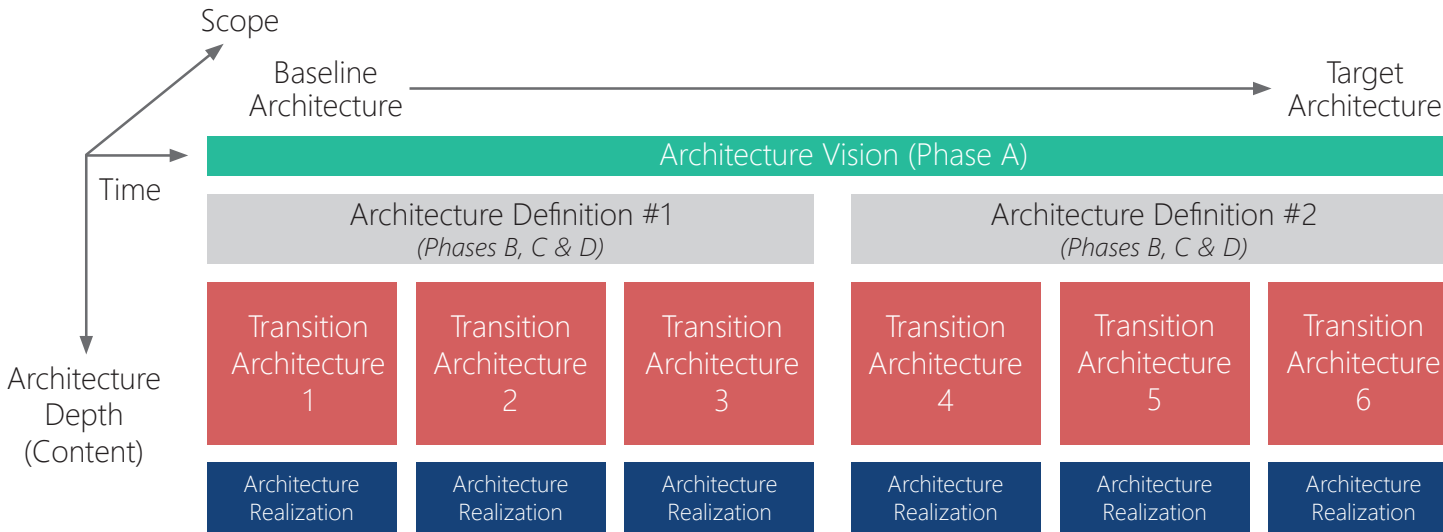 Scope
Baseline
Architecture
Target
Architecture
Architecture Vision (Phase A)
Time
Architecture Definition #1
(Phases B, C & D)
Architecture Definition #2
(Phases B, C & D)
Transition
Architecture
1
Transition
Architecture
2
Transition
Architecture
3
Transition
Architecture
4
Transition
Architecture
5
Transition
Architecture
6
Architecture
Depth
(Content)
Architecture
Realization
Architecture
Realization
Architecture
Realization
Architecture
Realization
Architecture
Realization
Architecture
Realization